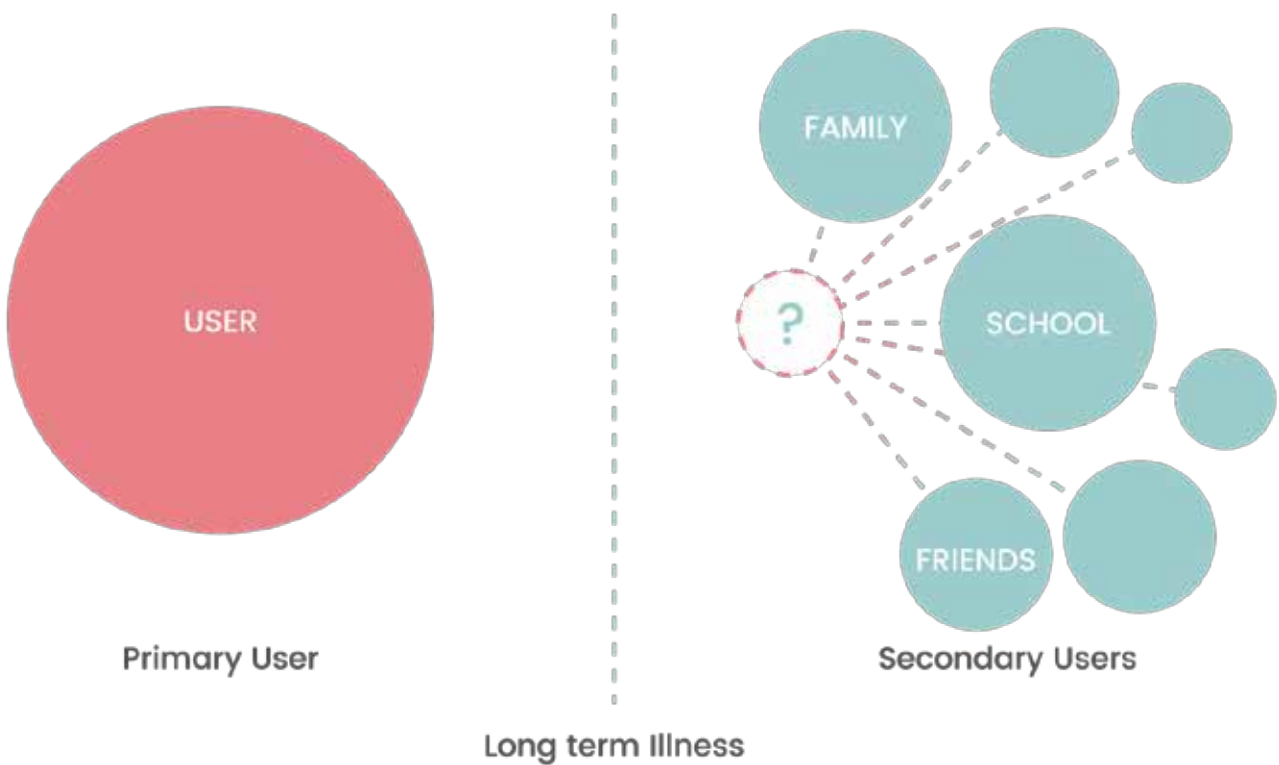 FAMILY
USER
?
SCHOOL
FRIENDS
Primary User
Secondary Users
Long term Illness